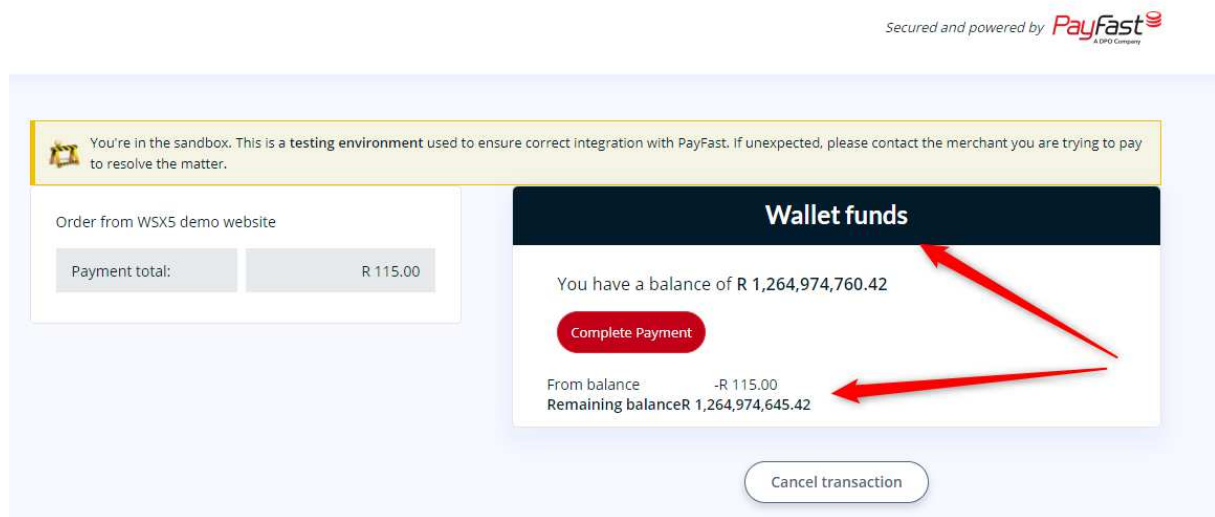 Secured and powered by PayFast
A DPO Company
You're in the sandbox. This is a testing environment used to ensure correct integration with PayFast. If unexpected, please contact the merchant you are trying to pay
to resolve the matter.
Order from WSX5 demo website
Payment total: R 115.00
Wallet funds
You have a balance of R 1,264,974,760.42
Complete Payment
From balance -R 115.00
Remaining balanceR 1,264,974,645.42
Cancel transaction